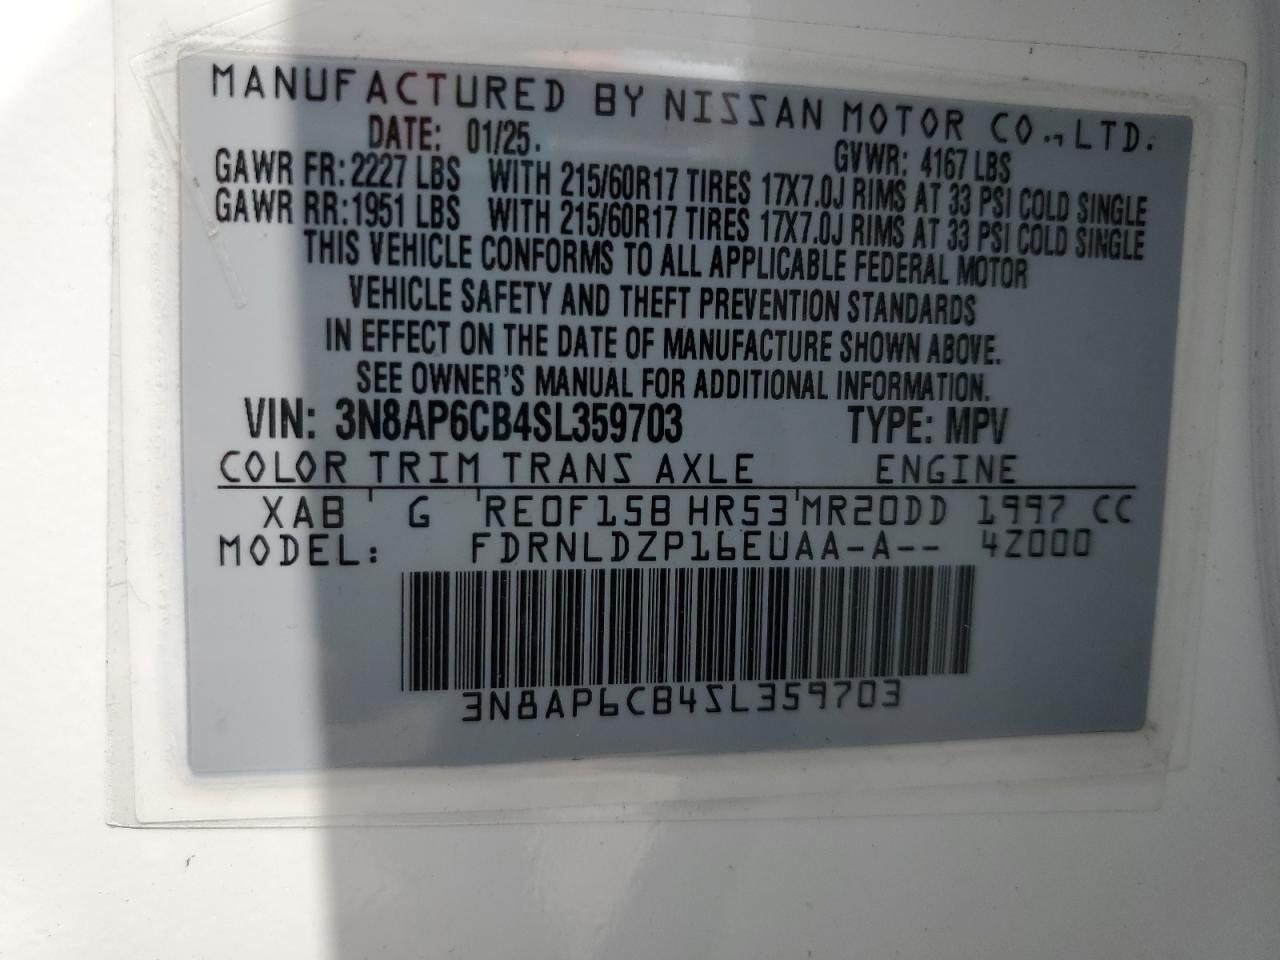 MANUFACTURED BY NISSAN MOTOR CO., LTD.
DATE: 01/25. GVWR: 4167 LBS
GAWR FR: 2227 LBS WITH 215/60R17 TIRES 17X7.0J RIMS AT 33 PSI COLD SINGLE
GAWR RR: 1951 LBS WITH 215/60R17 TIRES 17X7.0J RIMS AT 33 PSI COLD SINGLE
THIS VEHICLE CONFORMS TO ALL APPLICABLE FEDERAL MOTOR
VEHICLE SAFETY AND THEFT PREVENTION STANDARDS
IN EFFECT ON THE DATE OF MANUFACTURE SHOWN ABOVE.
SEE OWNER'S MANUAL FOR ADDITIONAL INFORMATION.
VIN: 3N8AP6CB4SL359703 TYPE: MPV
COLOR TRIM TRANS AXLE ENGINE
XAB G RE0F15B HR53 MR20DD 1997 CC
MODEL: FDRNLDZP16EUAA-A-- 4Z000
3N8AP6CB4SL359703